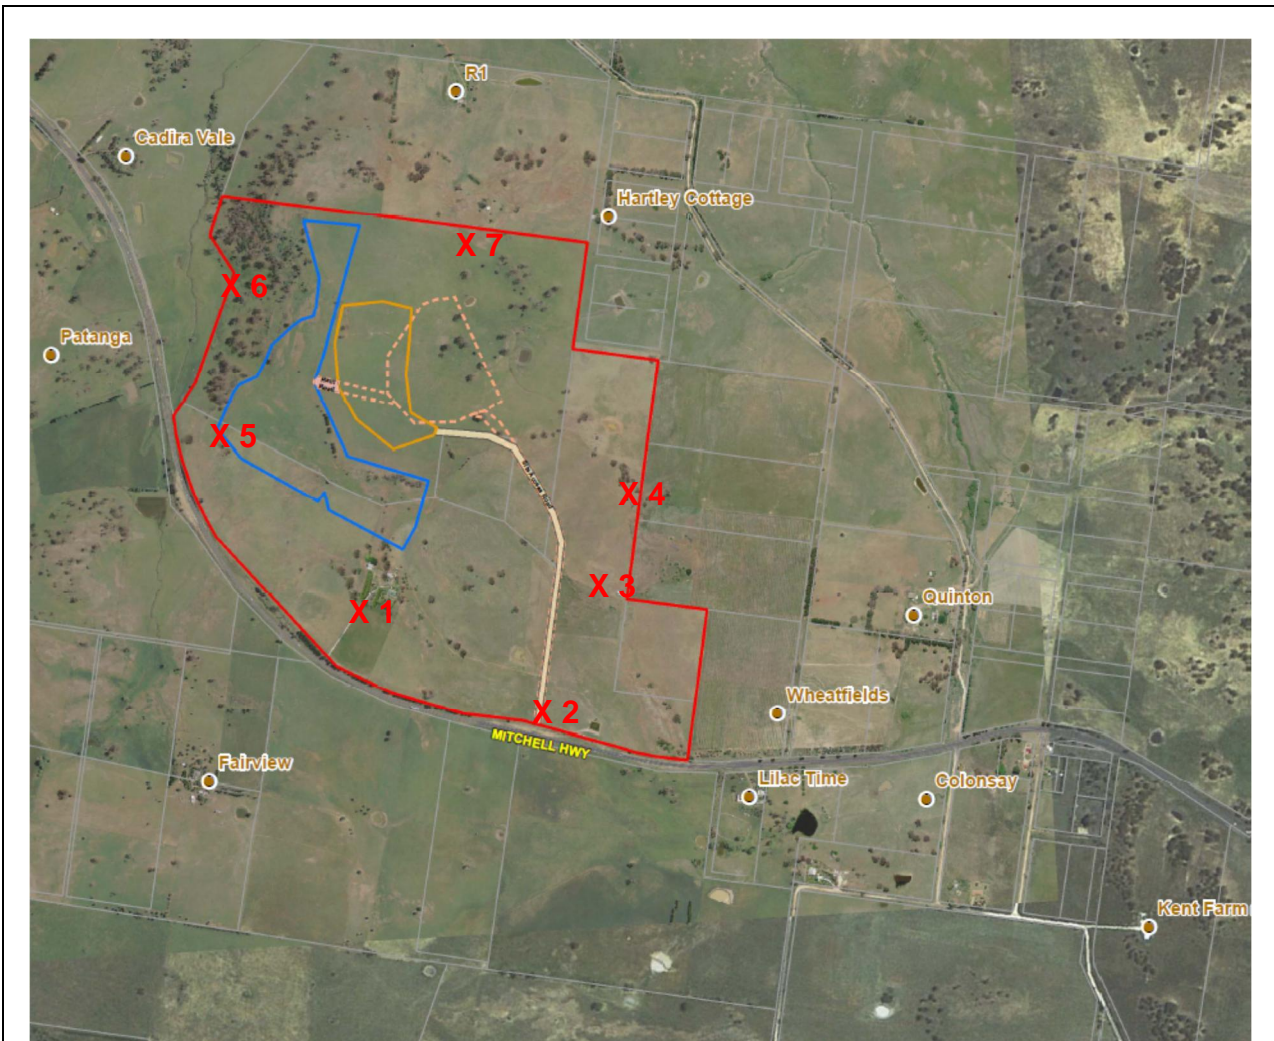 R1
Cadira Vale
Hartley Cottage
X 7
X 6
Patanga
X 5
X 4
X 3
Quinton
X 1
Wheatfields
X 2
MITCHELL HWY
Fairview
Lilac Time
Colonsay
Kent Farm